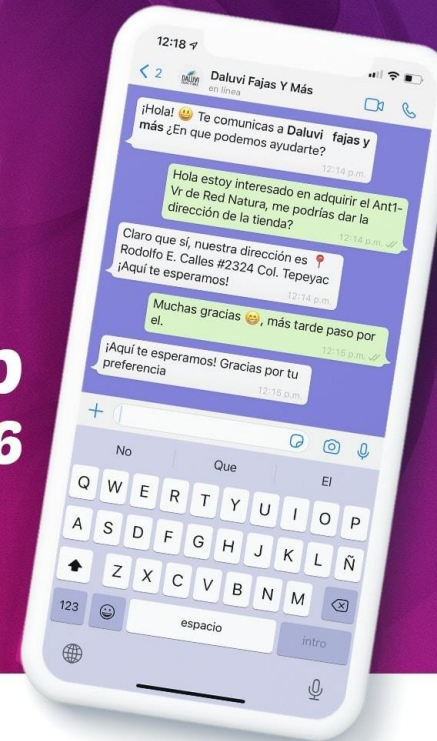 12:18
2
DALUVI
Daluvi Fajas Y Más
en línea
¡Hola! 😃 Te comunicas a Daluvi fajas y
más ¿En que podemos ayudarte?
12:14 p.m.
Hola estoy interesado en adquirir el Ant1-
Vr de Red Natura, me podrías dar la
dirección de la tienda?
12:14 p.m.
Claro que sí, nuestra dirección es 📍
Rodolfo E. Calles #2324 Col. Tepeyac
¡Aquí te esperamos!
12:14 p.m.
Muchas gracias 😄, más tarde paso por
el.
12:15 p.m.
¡Aquí te esperamos! Gracias por tu
preferencia
12:15 p.m.
6
No Que El
Q W E R T Y U I O P
A S D F G H J K L Ñ
Z X C V B N M
123 espacio intro